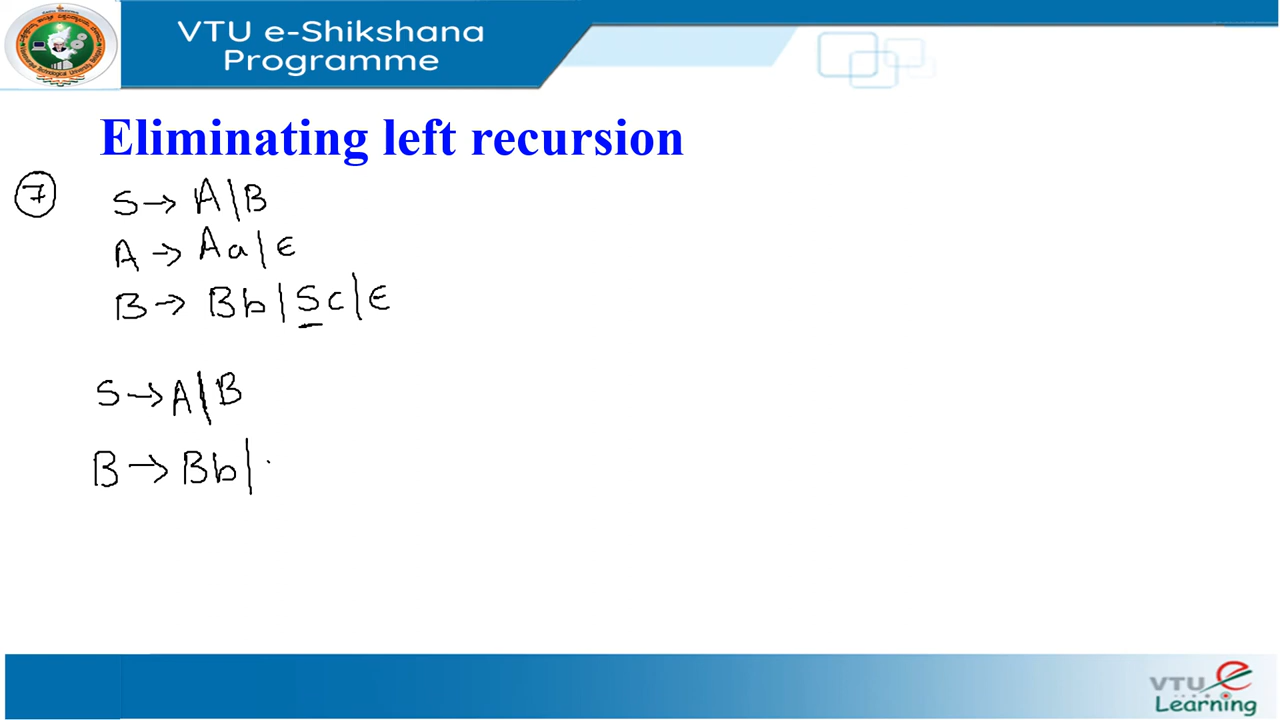 VTU e-Shikshana
Programme
Eliminating left recursion
7
S → A | B
A → Aa | ϵ
B → Bb | Sc | ϵ
S → A | B
B → Bb |
VTU e
Learning